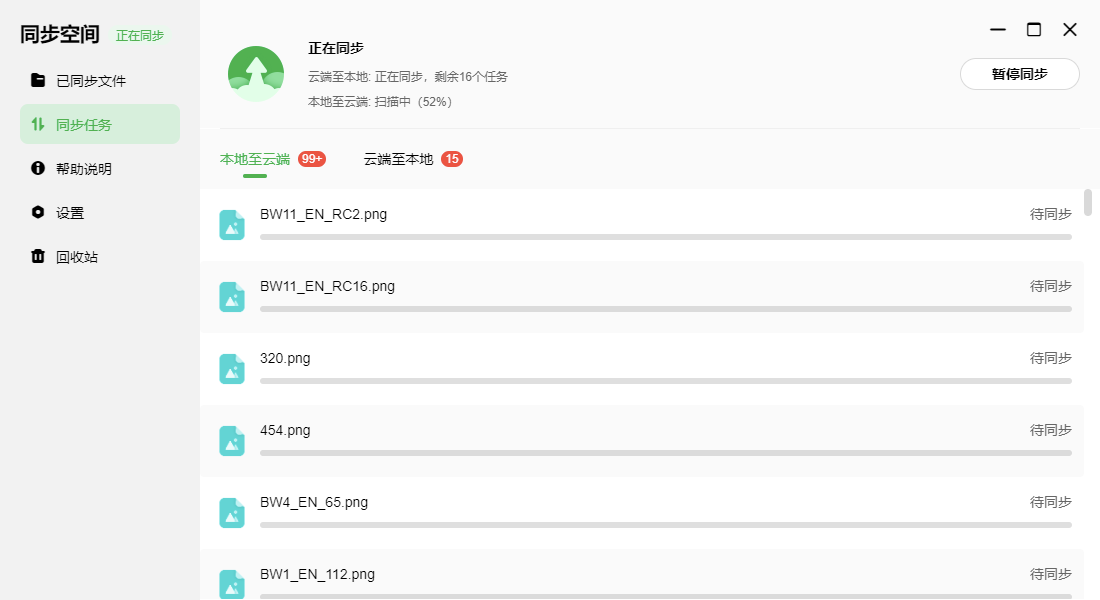 同步空间 正在同步
已同步文件
同步任务
帮助说明
设置
回收站
正在同步
云端至本地: 正在同步，剩余16个任务
本地至云端: 扫描中（52%）
暂停同步
本地至云端 99+ 云端至本地 15
BW11_EN_RC2.png 待同步
BW11_EN_RC16.png 待同步
320.png 待同步
454.png 待同步
BW4_EN_65.png 待同步
BW1_EN_112.png 待同步